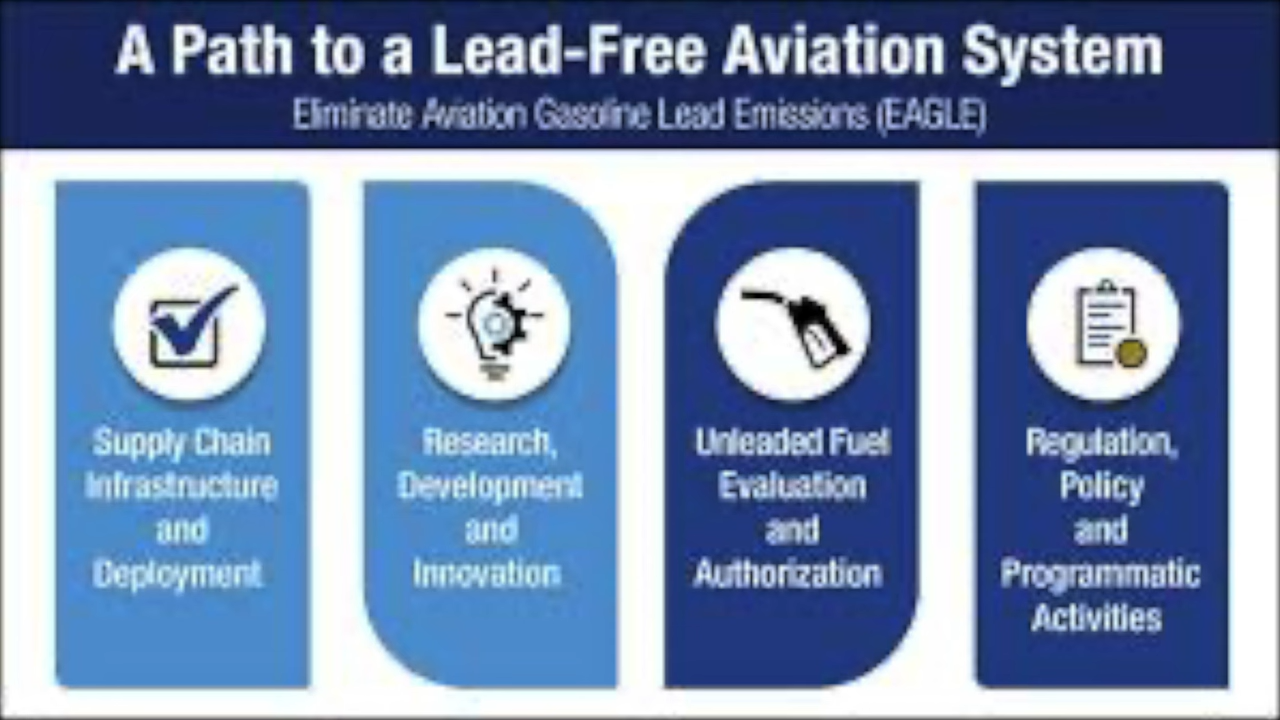 A Path to a Lead-Free Aviation System
Eliminate Aviation Gasoline Lead Emissions (EAGLE)
Supply Chain
Infrastructure
and
Deployment
Research,
Development
and
Innovation
Unleaded Fuel
Evaluation
and
Authorization
Regulation,
Policy
and
Programmatic
Activities